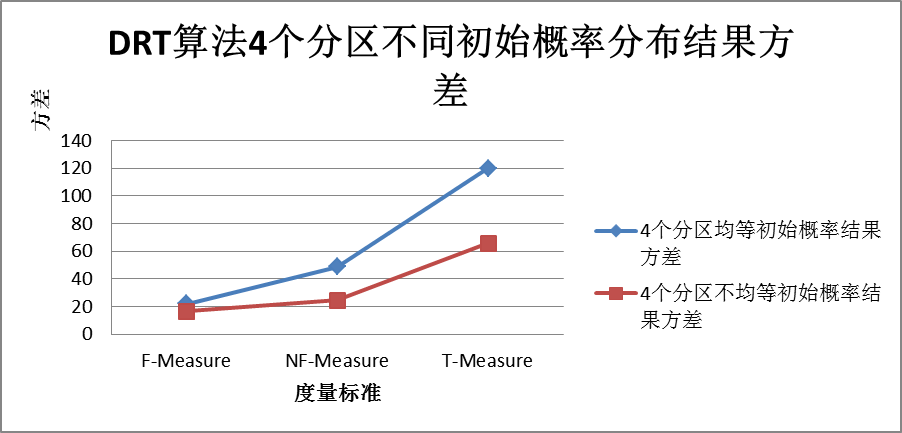 DRT算法4个分区不同初始概率分布结果方
差
方差
140
120
100
80
60
40
20
0
F-Measure NF-Measure T-Measure
度量标准
4个分区均等初始概率结果
方差
4个分区不均等初始概率结
果方差